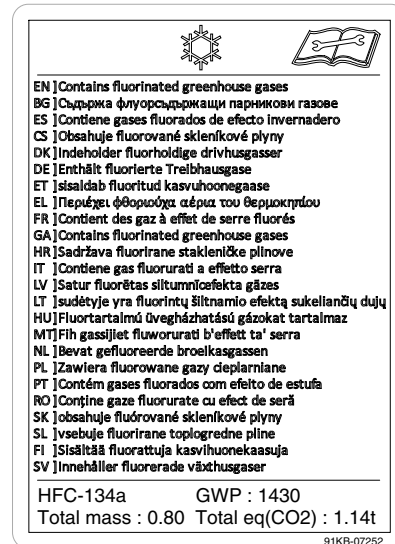 EN ]Contains fluorinated greenhouse gases
BG ]Съдържа флуорсъдържащи парникови газове
ES ]Contiene gases fluorados de efecto invernadero
CS ]Obsahuje fluorované skleníkové plyny
DK]Indeholder fluorholdige drivhusgasser
DE]Enthält fluorierte Treibhausgase
ET ]sisaldab fluoritud kasvuhoonegaase
EL ]Περιέχει φθοριούχα αέρια του θερμοκηπίου
FR ]Contient des gaz à effet de serre fluorés
GA]Contains fluorinated greenhouse gases
HR]Sadržava fluorirane stakleničke plinove
IT ]Contiene gas fluorurati a effetto serra
LV ]Satur fluorētas siltumnīcefekta gāzes
LT ]sudėtyje yra fluorintų šiltnamio efektą sukeliančių dujų
HU]Fluortartalmú üvegházhatású gázokat tartalmaz
MT]Fih gassijiet fluworurati b'effett ta' serra
NL ]Bevat gefluoreerde broeikasgassen
PL ]Zawiera fluorowane gazy cieplarniane
PT ]Contém gases fluorados com efeito de estufa
RO]Conţine gaze fluorurate cu efect de seră
SK ]obsahuje fluórované skleníkové plyny
SL ]vsebuje fluorirane toplogredne pline
FI ]Sisältää fluorattuja kasvihuonekaasuja
SV ]Innehåller fluorerade växthusgaser
HFC-134a GWP : 1430
Total mass : 0.80 Total eq(CO2) : 1.14t
91KB-07252